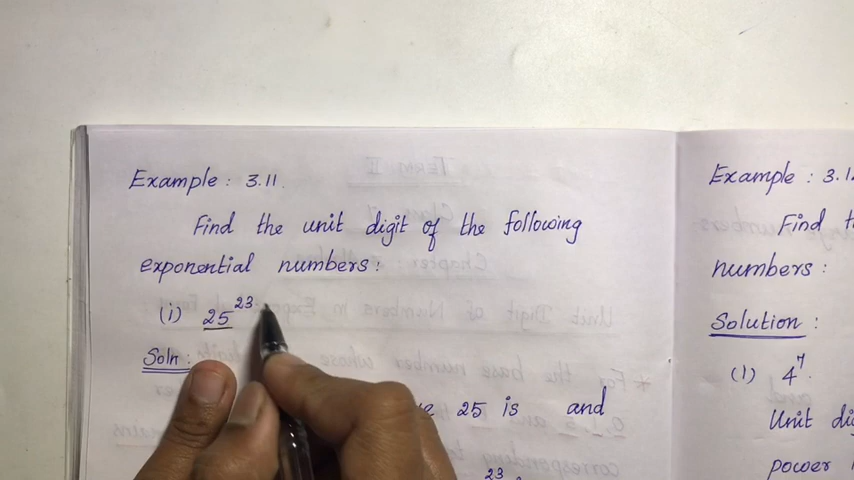 Example : 3.11.
Find the unit digit of the following
exponential numbers :
(i) 25^23
Soln :
25 is and
23
Example : 3.1
Find
numbers :
Solution :
(1) 4^7.
Unit
power